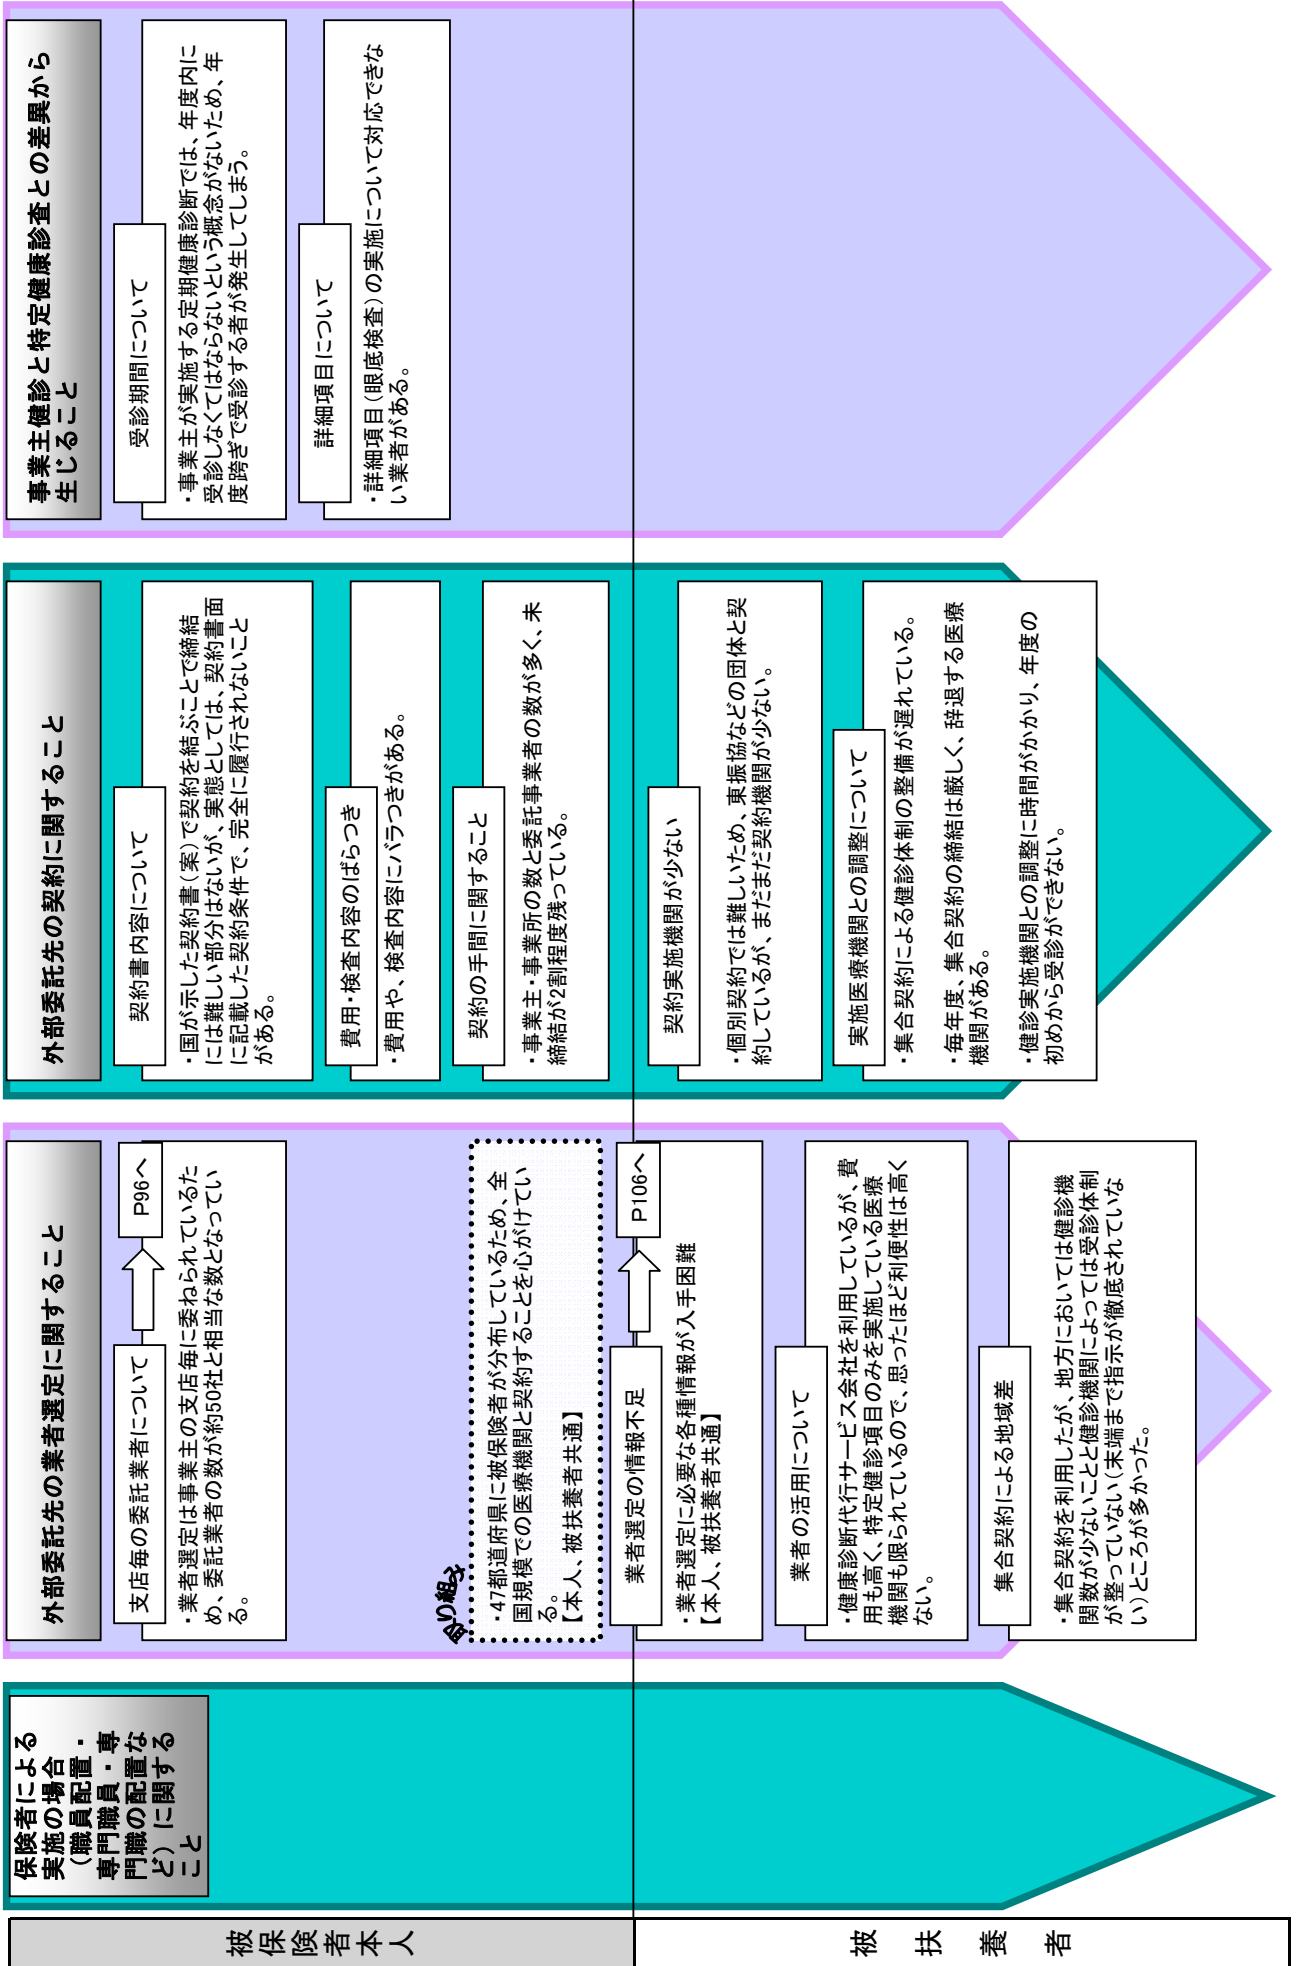 被保険者本人
被扶養者
保険者による
実施の場合
(職員配置・
専門職員・専
門職の配置な
ど)に関する
こと
外部委託先の業者選定に関すること
支店毎の委託業者について
P96へ
・業者選定は事業主の支店毎に委ねられているた
め、委託業者の数が約50社と相当な数となってい
る。
取り組み
・47都道府県に被保険者が分布しているため、全
国規模での医療機関と契約することを心がけてい
る。
【本人、被扶養者共通】
業者選定の情報不足
P106へ
・業者選定に必要な各種情報が入手困難
【本人、被扶養者共通】
業者の活用について
・健康診断代行サービス会社を利用しているが、費
用も高く、特定健診項目のみを実施している医療
機関も限られているので、思ったほど利便性は高く
ない。
集合契約による地域差
・集合契約を利用したが、地方においては健診機
関数が少ないことと健診機関によっては受診体制
が整っていない(末端まで指示が徹底されていな
い)ところが多かった。
外部委託先の契約に関すること
契約書内容について
・国が示した契約書(案)で契約を結ぶことで締結
には難しい部分はないが、実態としては、契約書面
に記載した契約条件で、完全に履行されないこと
がある。
費用・検査内容のばらつき
・費用や、検査内容にバラつきがある。
契約の手間に関すること
・事業主・事業所の数と委託事業者の数が多く、未
締結が2割程度残っている。
契約実施機関が少ない
・個別契約では難しいため、東振協などの団体と契
約しているが、まだまだ契約機関が少ない。
実施医療機関との調整について
・集合契約による健診体制の整備が遅れている。
・毎年度、集合契約の締結は厳しく、辞退する医療
機関がある。
・健診実施機関との調整に時間がかかり、年度の
初めから受診ができない。
事業主健診と特定健康診査との差異から
生じること
受診期間について
・事業主が実施する定期健康診断では、年度内に
受診しなくてはならないという概念がないため、年
度跨ぎで受診する者が発生してしまう。
詳細項目について
・詳細項目(眼底検査)の実施について対応できな
い業者がある。